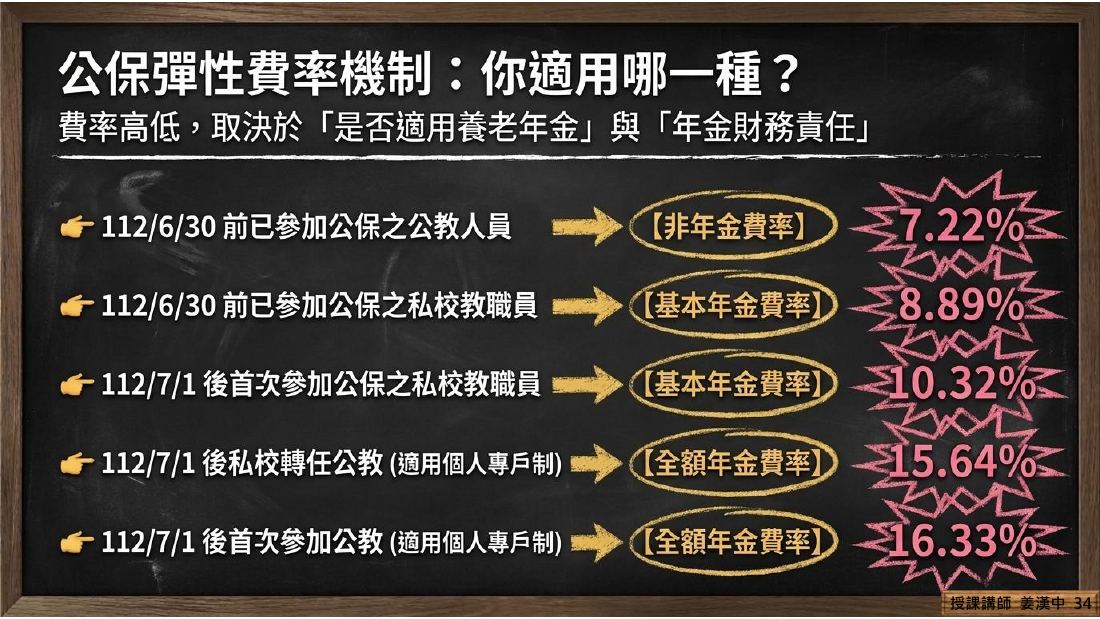 公保彈性費率機制：你適用哪一種？
費率高低，取決於「是否適用養老年金」與「年金財務責任」
112/6/30 前已參加公保之公教人員 【非年金費率】 7.22%
112/6/30 前已參加公保之私校教職員 【基本年金費率】 8.89%
112/7/1 後首次參加公保之私校教職員 【基本年金費率】 10.32%
112/7/1 後私校轉任公教 (適用個人專戶制) 【全額年金費率】 15.64%
112/7/1 後首次參加公教 (適用個人專戶制) 【全額年金費率】 16.33%
授課講師 姜漢中 34